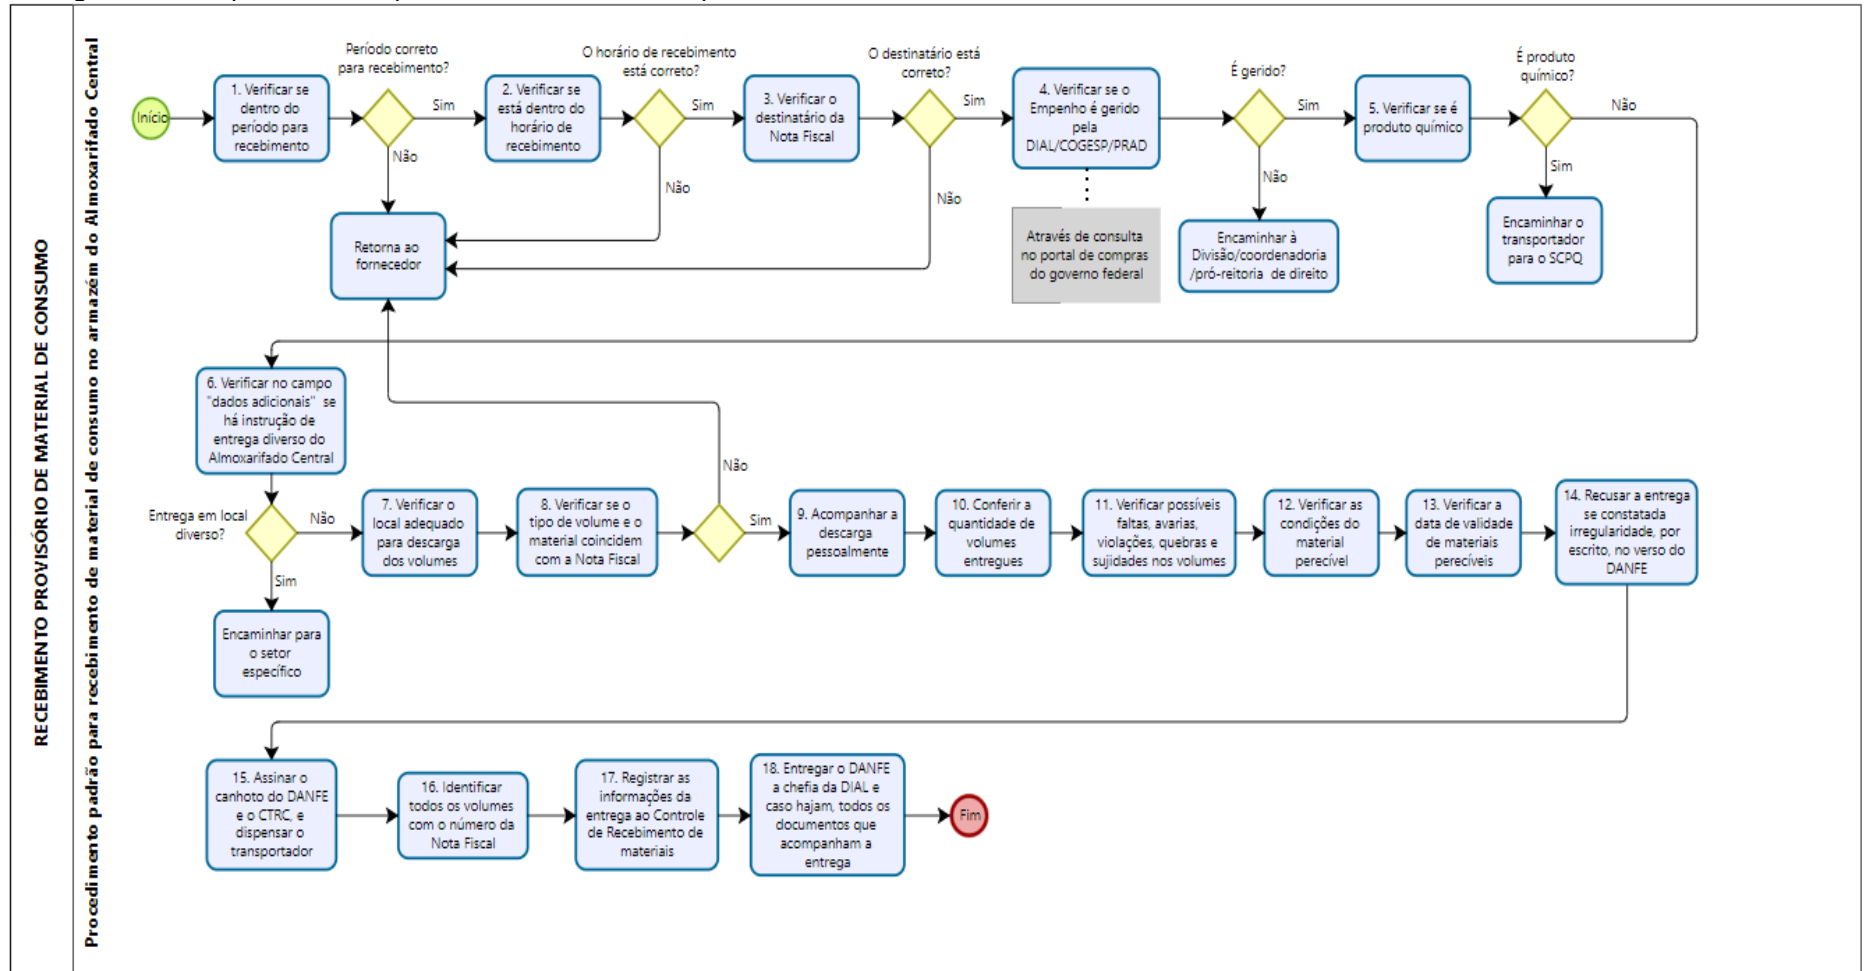 RECEBIMENTO PROVISÓRIO DE MATERIAL DE CONSUMO
Procedimento padrão para recebimento de material de consumo no armazém do Almoxarifado Central
Início
1. Verificar se
dentro do
período para
recebimento
Período correto
para recebimento?
Sim
Não
2. Verificar se
está dentro do
horário de
recebimento
O horário de recebimento
está correto?
Sim
Não
3. Verificar o
destinatário da
Nota Fiscal
O destinatário está
correto?
Sim
Não
4. Verificar se o
Empenho é gerido
pela
DIAL/COGESP/PRAD
Através de consulta
no portal de compras
do governo federal
É gerido?
Sim
Não
Encaminhar à
Divisão/coordenadoria
/pró-reitoria de direito
5. Verificar se é
produto químico
É produto
químico?
Não
Sim
Encaminhar o
transportador
para o SCPQ
Retorna ao
fornecedor
6. Verificar no campo
"dados adicionais" se
há instrução de
entrega diverso do
Almoxarifado Central
Entrega em local
diverso?
Não
Sim
Encaminhar para
o setor
específico
7. Verificar o
local adequado
para descarga
dos volumes
8. Verificar se o
tipo de volume e o
material coincidem
com a Nota Fiscal
Não
Sim
9. Acompanhar a
descarga
pessoalmente
10. Conferir a
quantidade de
volumes
entregues
11. Verificar possíveis
faltas, avarias,
violações, quebras e
sujidades nos volumes
12. Verificar as
condições do
material
perecível
13. Verificar a
data de validade
de materiais
perecíveis
14. Recusar a entrega
se constatada
irregularidade, por
escrito, no verso do
DANFE
15. Assinar o
canhoto do DANFE
e o CTRC, e
dispensar o
transportador
16. Identificar
todos os volumes
com o número da
Nota Fiscal
17. Registrar as
informações da
entrega ao Controle
de Recebimento de
materiais
18. Entregar o DANFE
a chefia da DIAL e
caso hajam, todos os
documentos que
acompanham a
entrega
Fim